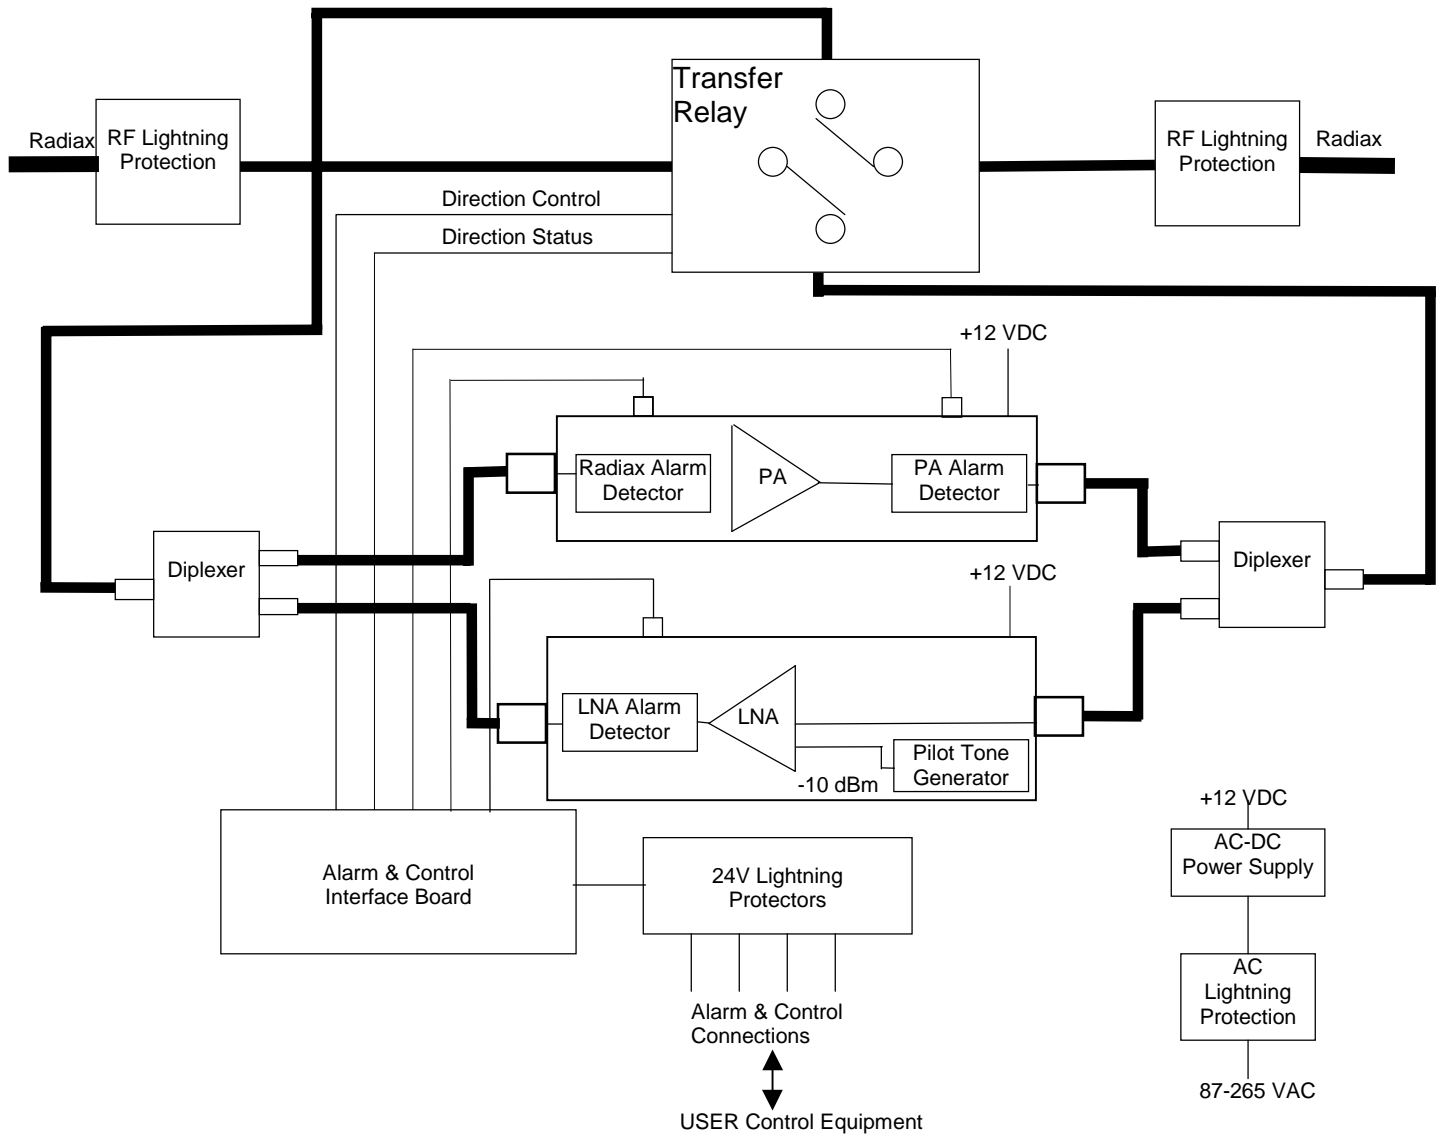 Transfer
Relay
Radiax
RF Lightning
Protection
RF Lightning
Protection
Radiax
Direction Control
Direction Status
+12 VDC
Radiax Alarm
Detector
PA
PA Alarm
Detector
Diplexer
Diplexer
+12 VDC
LNA Alarm
Detector
LNA
Pilot Tone
Generator
-10 dBm
+12 VDC
AC-DC
Power Supply
Alarm & Control
Interface Board
24V Lightning
Protectors
AC
Lightning
Protection
Alarm & Control
Connections
87-265 VAC
USER Control Equipment